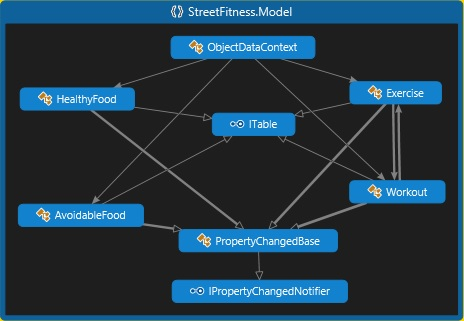 StreetFitness.Model
ObjectDataContext
HealthyFood
Exercise
ITable
Workout
AvoidableFood
PropertyChangedBase
IPropertyChangedNotifier